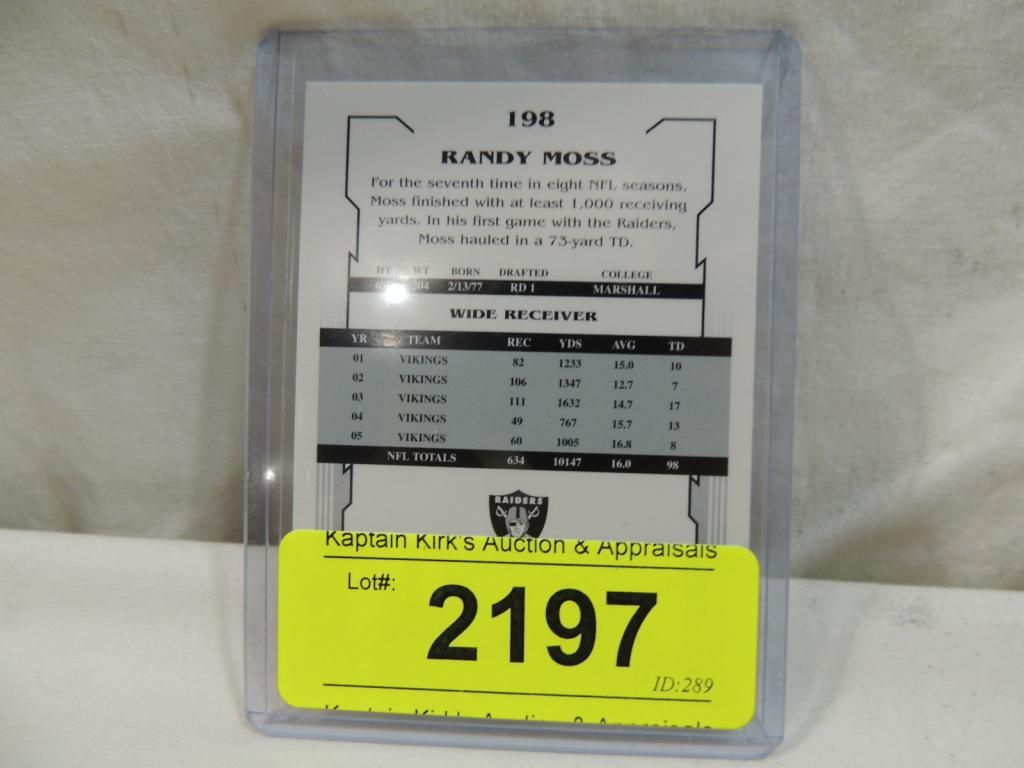 198
RANDY MOSS
For the seventh time in eight NFL seasons,
Moss finished with at least 1,000 receiving
yards. In his first game with the Raiders,
Moss hauled in a 73-yard TD.
HT WT BORN DRAFTED COLLEGE
204 2/13/77 RD 1 MARSHALL
WIDE RECEIVER
YR TEAM REC YDS AVG TD
01 VIKINGS 82 1233 15.0 10
02 VIKINGS 106 1347 12.7 7
03 VIKINGS 111 1632 14.7 17
04 VIKINGS 49 767 15.7 13
05 VIKINGS 60 1005 16.8 8
NFL TOTALS 634 10147 16.0 98
RAIDERS
Kaptain Kirk's Auction & Appraisals
Lot#: 2197
ID:289
Kaptain Kirk's Auction & Appraisals